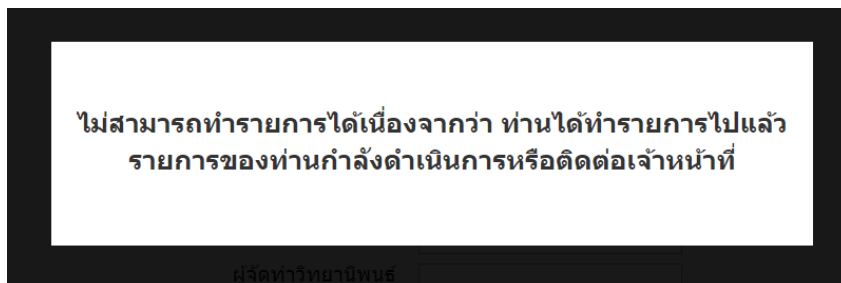 ไม่สามารถทำรายการได้เนื่องจากว่า ท่านได้ทำรายการไปแล้ว
รายการของท่านกำลังดำเนินการหรือติดต่อเจ้าหน้าที่
ผู้จัดทำวิทยานิพนธ์